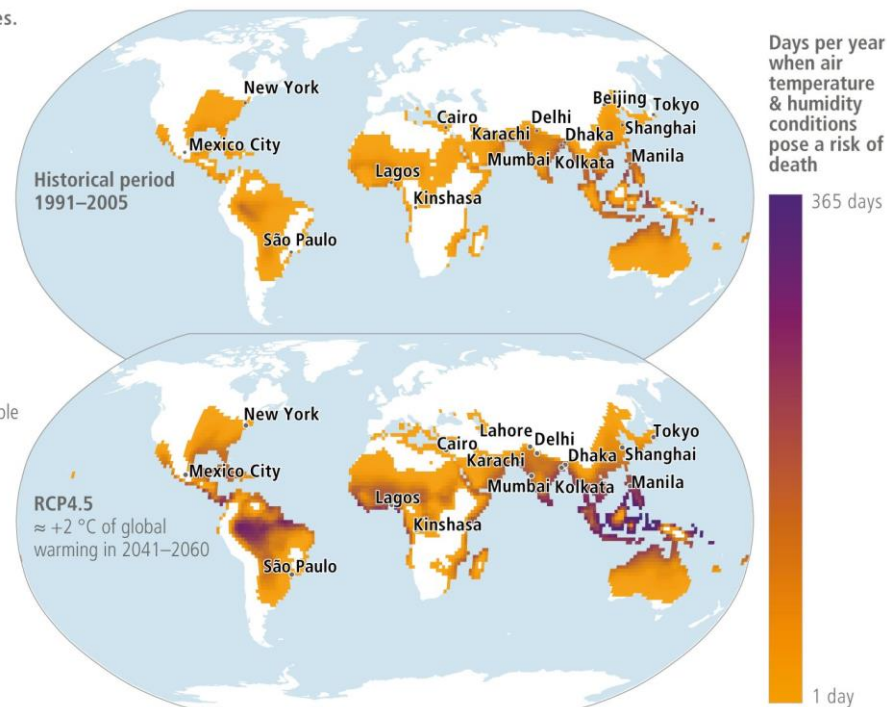 es.
New York
Mexico City
Cairo
Lagos
Kinshasa
São Paulo
Karachi
Delhi
Dhaka
Mumbai
Kolkata
Beijing
Tokyo
Shanghai
Manila
Historical period
1991–2005
ble
New York
Mexico City
Cairo
Lahore
Delhi
Karachi
Dhaka
Tokyo
Shanghai
Mumbai
Kolkata
Manila
Lagos
Kinshasa
São Paulo
RCP4.5
≈ +2 °C of global
warming in 2041–2060
Days per year
when air
temperature
& humidity
conditions
pose a risk of
death
365 days
1 day